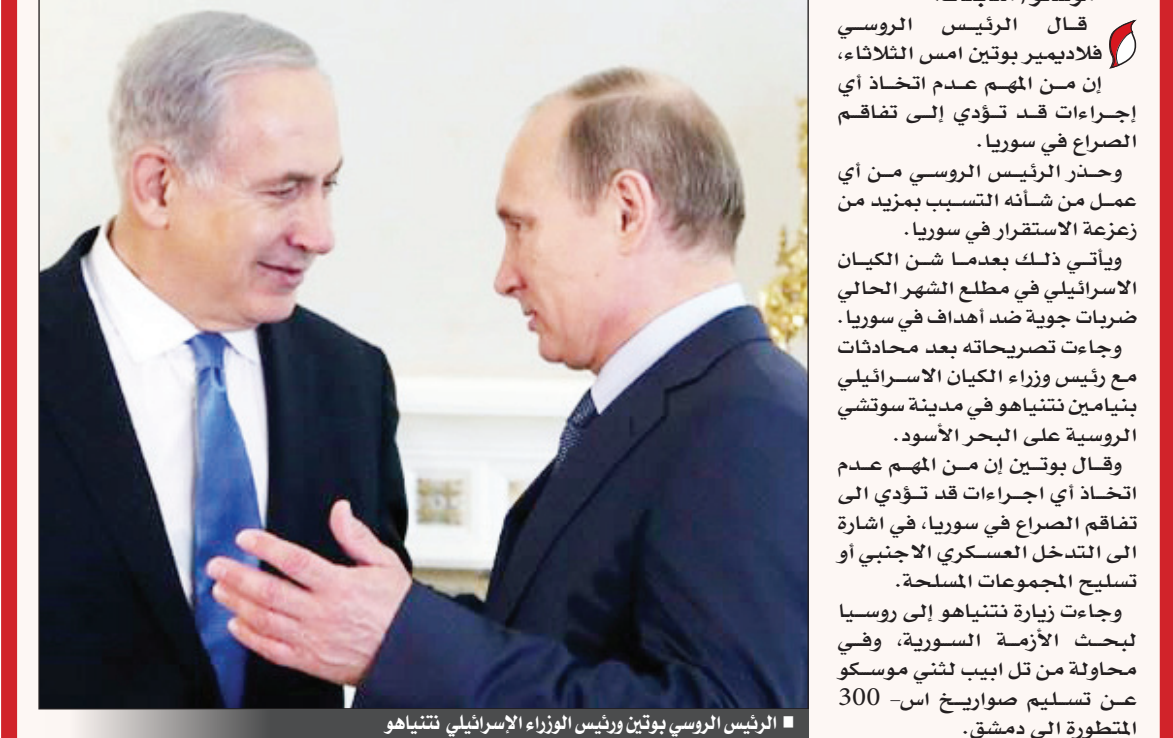 قال الرئيس الروسي
فلاديمير بوتين امس الثلاثاء،
إن من المهم عدم اتخاذ أي
إجراءات قد تؤدي إلى تفاقم
الصراع في سوريا.
وحذر الرئيس الروسي من أي
عمل من شأنه التسبب بمزيد من
زعزعة الاستقرار في سوريا.
ويأتي ذلك بعدما شن الكيان
الاسرائيلي في مطلع الشهر الحالي
ضربات جوية ضد أهداف في سوريا.
وجاءت تصريحاته بعد محادثات
مع رئيس وزراء الكيان الاسرائيلي
بنيامين نتنياهو في مدينة سوتشي
الروسية على البحر الأسود.
وقال بوتين إن من المهم عدم
اتخاذ أي اجراءات قد تؤدي الى
تفاقم الصراع في سوريا، في اشارة
الى التدخل العسكري الاجنبي أو
تسليح المجموعات المسلحة.
وجاءت زيارة نتنياهو إلى روسيا
لبحث الأزمة السورية، وفي
محاولة من تل ابيب لثني موسكو
عن تسليم صواريخ اس- 300
المتطورة الى دمشق.
■ الرئيس الروسي بوتين ورئيس الوزراء الإسرائيلي نتنياهو